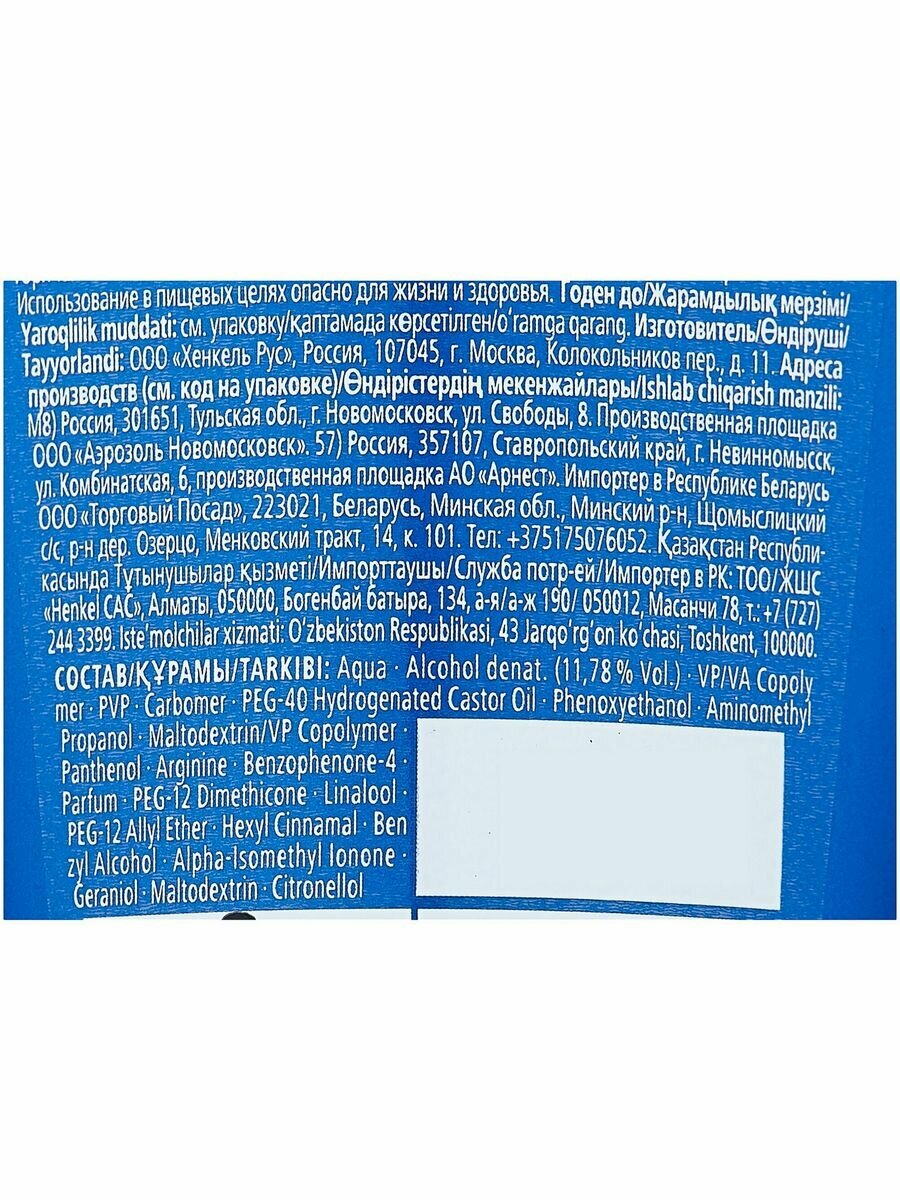 Использование в пищевых целях опасно для жизни и здоровья. Годен до/Жарамдылық мерзімі/
Yaroqlilik muddati: см. упаковку/қаптамада көрсетілген/o‘ramga qarang. Изготовитель/Өндіруші/
Tayyorlandi: ООО «Хенкель Рус», Россия, 107045, г. Москва, Колокольников пер., д. 11. Адреса
производств (см. код на упаковке)/Өндірістердің мекенжайлары/Ishlab chiqarish manzili:
М8) Россия, 301651, Тульская обл., г. Новомосковск, ул. Свободы, 8. Производственная площадка
ООО «Аэрозоль Новомосковск». 57) Россия, 357107, Ставропольский край, г. Невинномысск,
ул. Комбинатская, 6, производственная площадка АО «Арнест». Импортер в Республике Беларусь
ООО «Торговый Посад», 223021, Беларусь, Минская обл., Минский р-н, Щомыслицкий
с/с, р-н дер. Озерцо, Менковский тракт, 14, к. 101. Тел: +375175076052. Қазақстан Республи-
касында Тұтынушылар қызметі/Импорттаушы/Служба потр-ей/Импортер в РК: ТОО/ЖШС
«Henkel CAC», Алматы, 050000, Богенбай батыра, 134, а-я/а-ж 190/ 050012, Масанчи 78, т.: +7 (727)
244 3399. Iste’molchilar xizmati: O‘zbekiston Respublikasi, 43 Jarqo‘rg‘on ko‘chasi, Toshkent, 100000.
СОСТАВ/ҚҰРАМЫ/TARKIBI: Aqua · Alcohol denat. (11,78 % Vol.) · VP/VA Copoly
mer · PVP · Carbomer · PEG-40 Hydrogenated Castor Oil · Phenoxyethanol · Aminomethyl
Propanol · Maltodextrin/VP Copolymer ·
Panthenol · Arginine · Benzophenone-4 ·
Parfum · PEG-12 Dimethicone · Linalool ·
PEG-12 Allyl Ether · Hexyl Cinnamal · Ben
zyl Alcohol · Alpha-Isomethyl Ionone ·
Geraniol · Maltodextrin · Citronellol